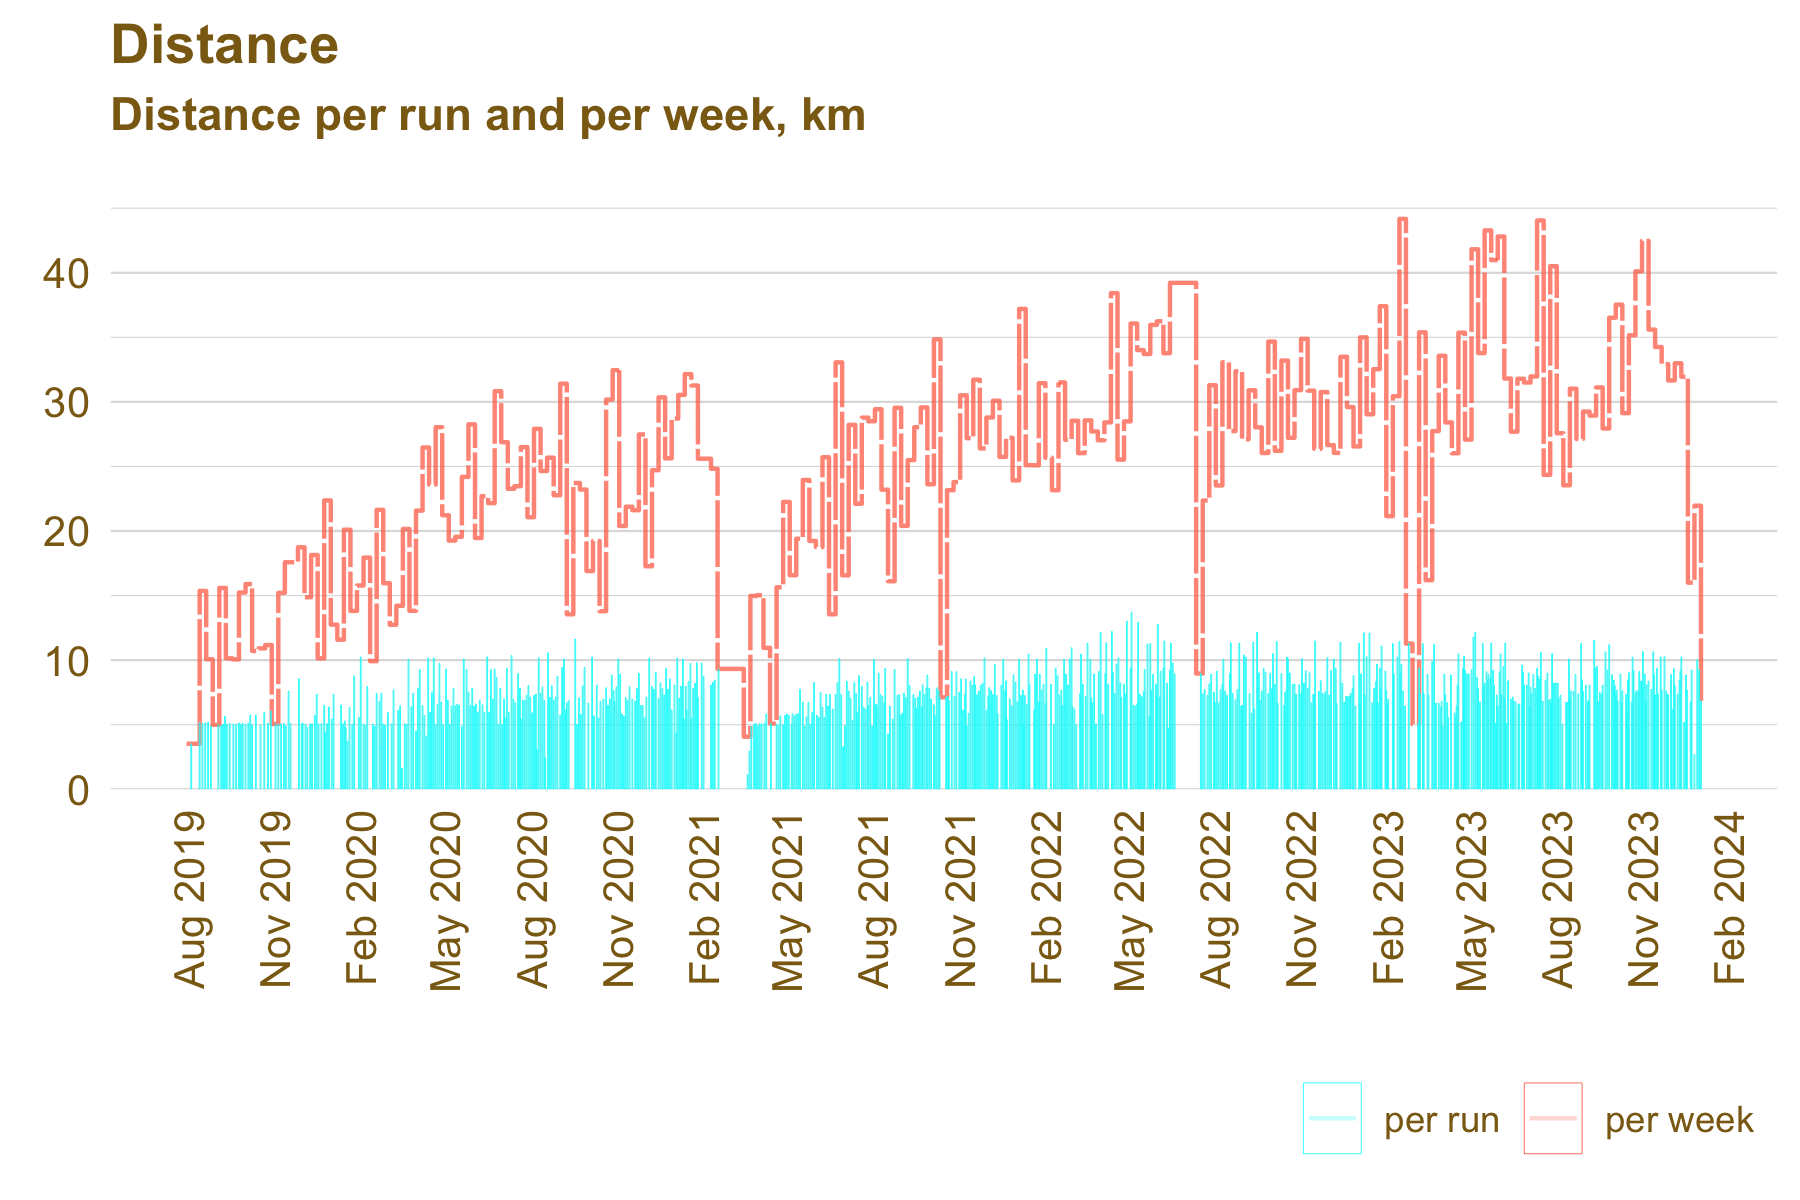 Distance
Distance per run and per week, km
40
30
20
10
0
Aug 2019
Nov 2019
Feb 2020
May 2020
Aug 2020
Nov 2020
Feb 2021
May 2021
Aug 2021
Nov 2021
Feb 2022
May 2022
Aug 2022
Nov 2022
Feb 2023
May 2023
Aug 2023
Nov 2023
Feb 2024
per run
per week